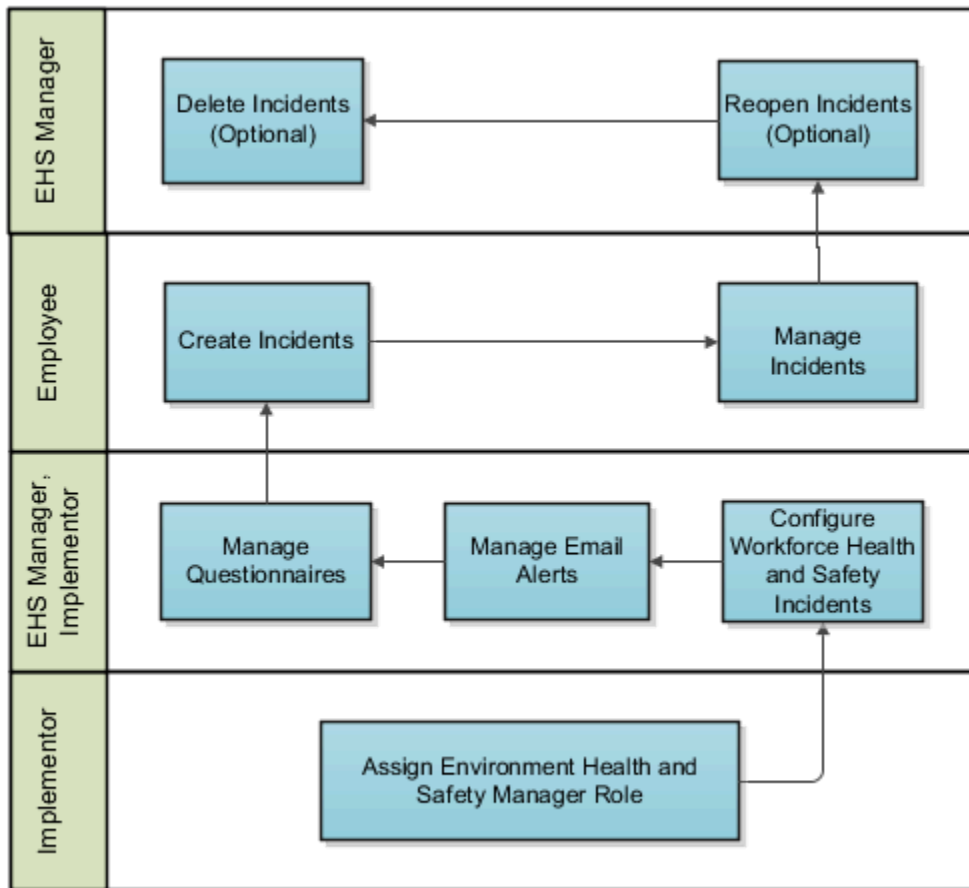 EHS Manager
Delete Incidents
(Optional)
Reopen Incidents
(Optional)
Employee
Create Incidents
Manage
Incidents
EHS Manager,
Implementor
Manage
Questionnaires
Manage Email
Alerts
Configure
Workforce Health
and Safety
Incidents
Implementor
Assign Environment Health and
Safety Manager Role